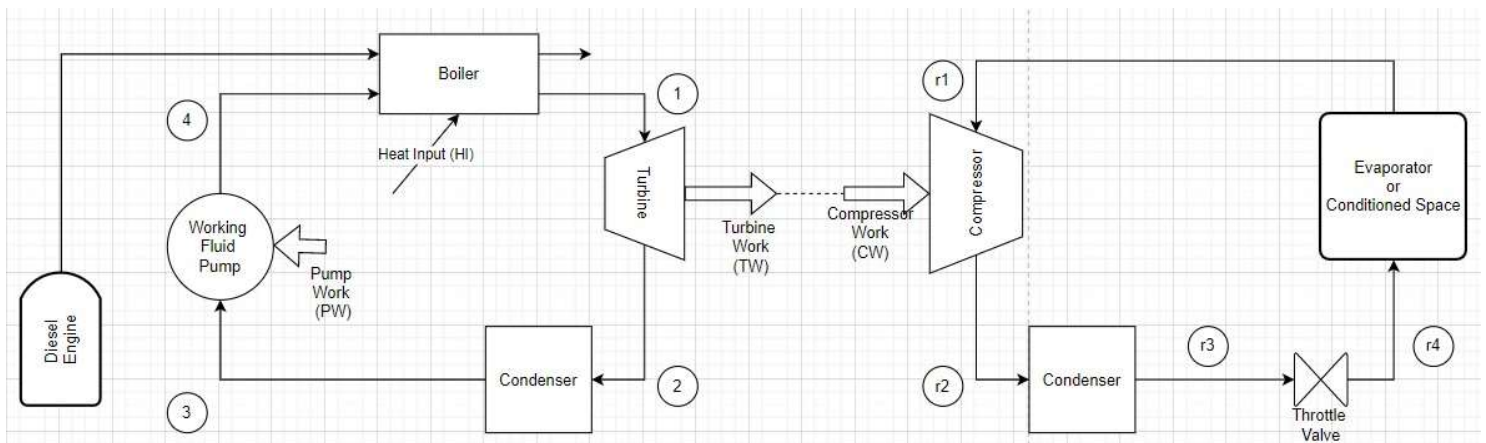 Boiler
1
r1
4
Heat Input (HI)
Turbine
Compressor
Evaporator
or
Conditioned Space
Working
Fluid
Pump
Turbine
Work
(TW)
Compressor
Work
(CW)
Pump
Work
(PW)
Diesel
Engine
Condenser
2
3
r2
Condenser
r3
r4
Throttle
Valve